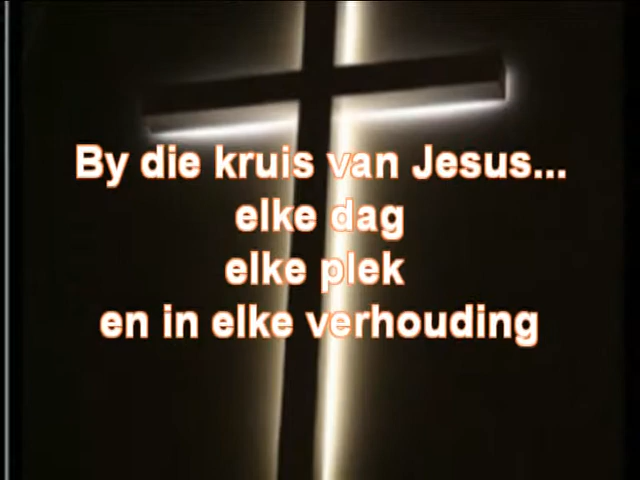 By die kruis van Jesus...
elke dag
elke plek
en in elke verhouding